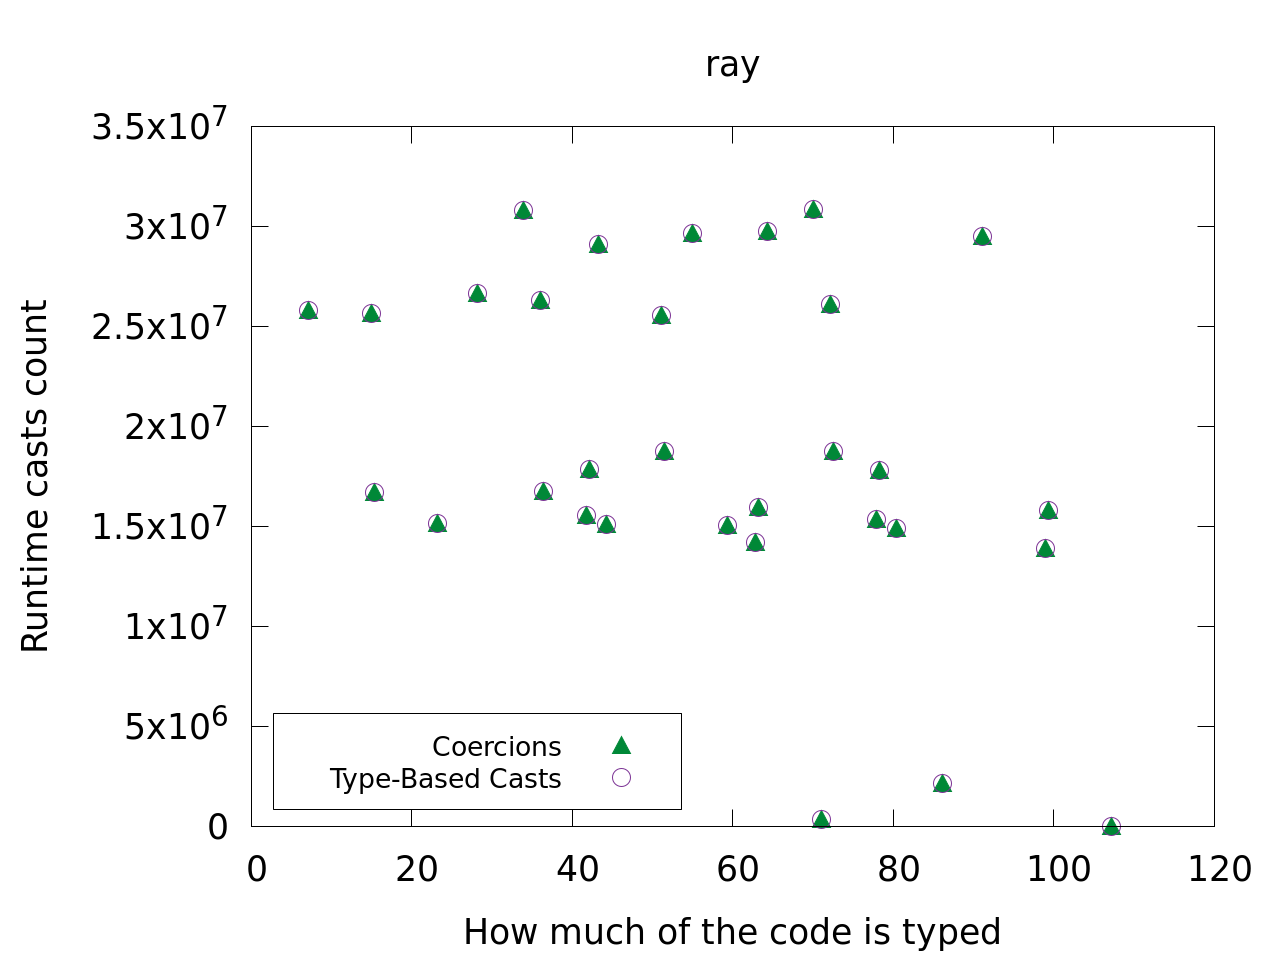 ray
3.5x10⁷
3x10⁷
2.5x10⁷
2x10⁷
1.5x10⁷
1x10⁷
5x10⁶
0
Runtime casts count
Coercions
Type-Based Casts
0 20 40 60 80 100 120
How much of the code is typed